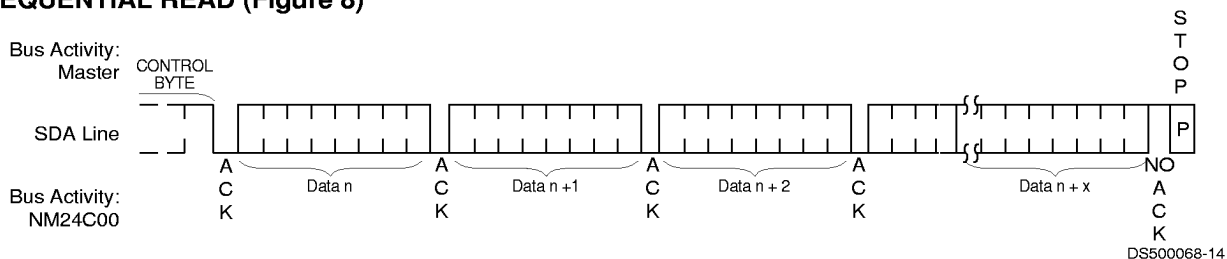 EQUENTIAL READ (Figure 8)
S
T
O
P
Bus Activity:
Master
CONTROL
BYTE
SDA Line
P
A
C
K
Data n
A
C
K
Data n +1
A
C
K
Data n + 2
A
C
K
Data n + x
NO
A
C
K
Bus Activity:
NM24C00
DS500068-14